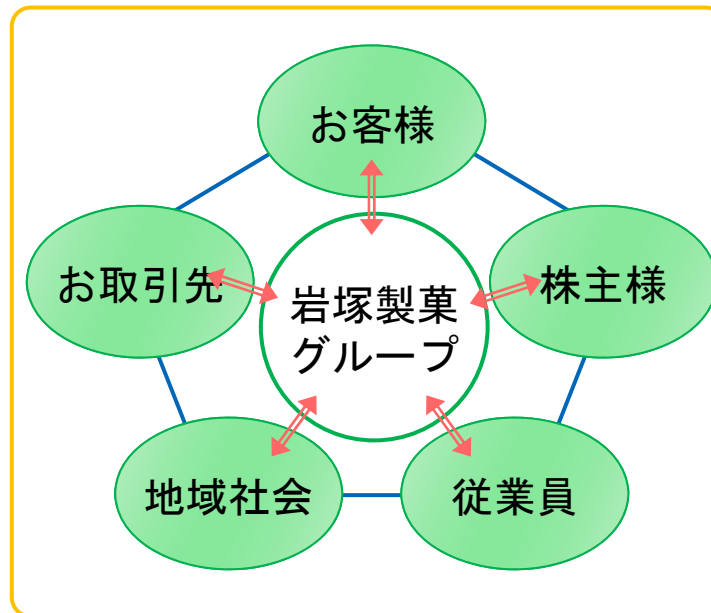 お客様
お取引先
株主様
岩塚製菓
グループ
地域社会
従業員